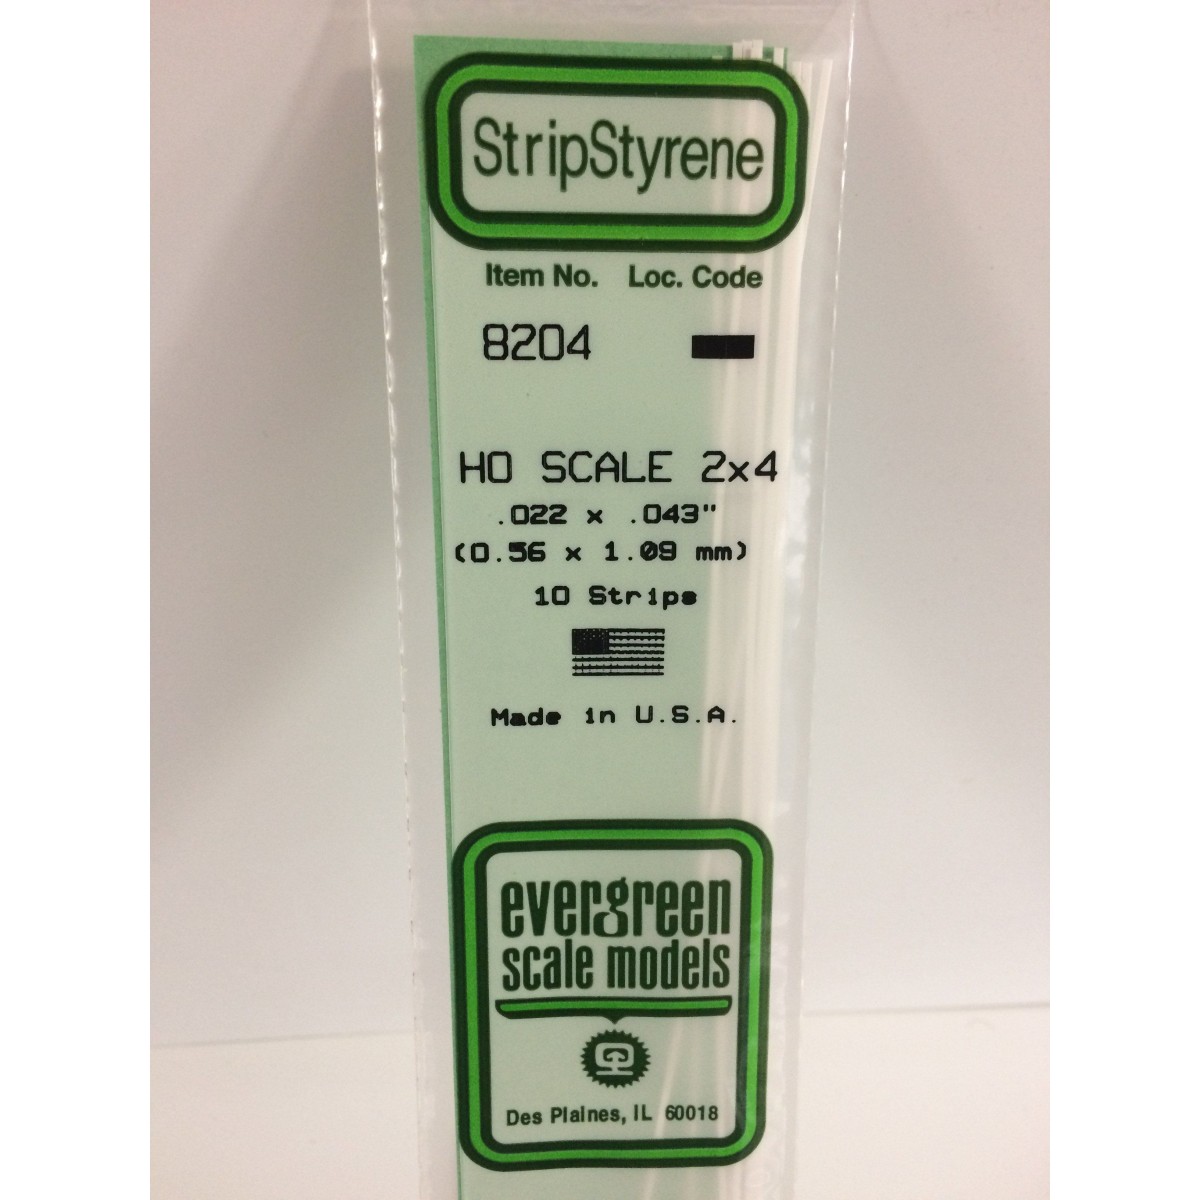 StripStyrene
Item No. Loc. Code
8204
HO SCALE 2x4
.022 x .043"
(0.56 x 1.09 mm)
10 Strips
Made in U.S.A.
evergreen
scale models
Des Plaines, IL 60018